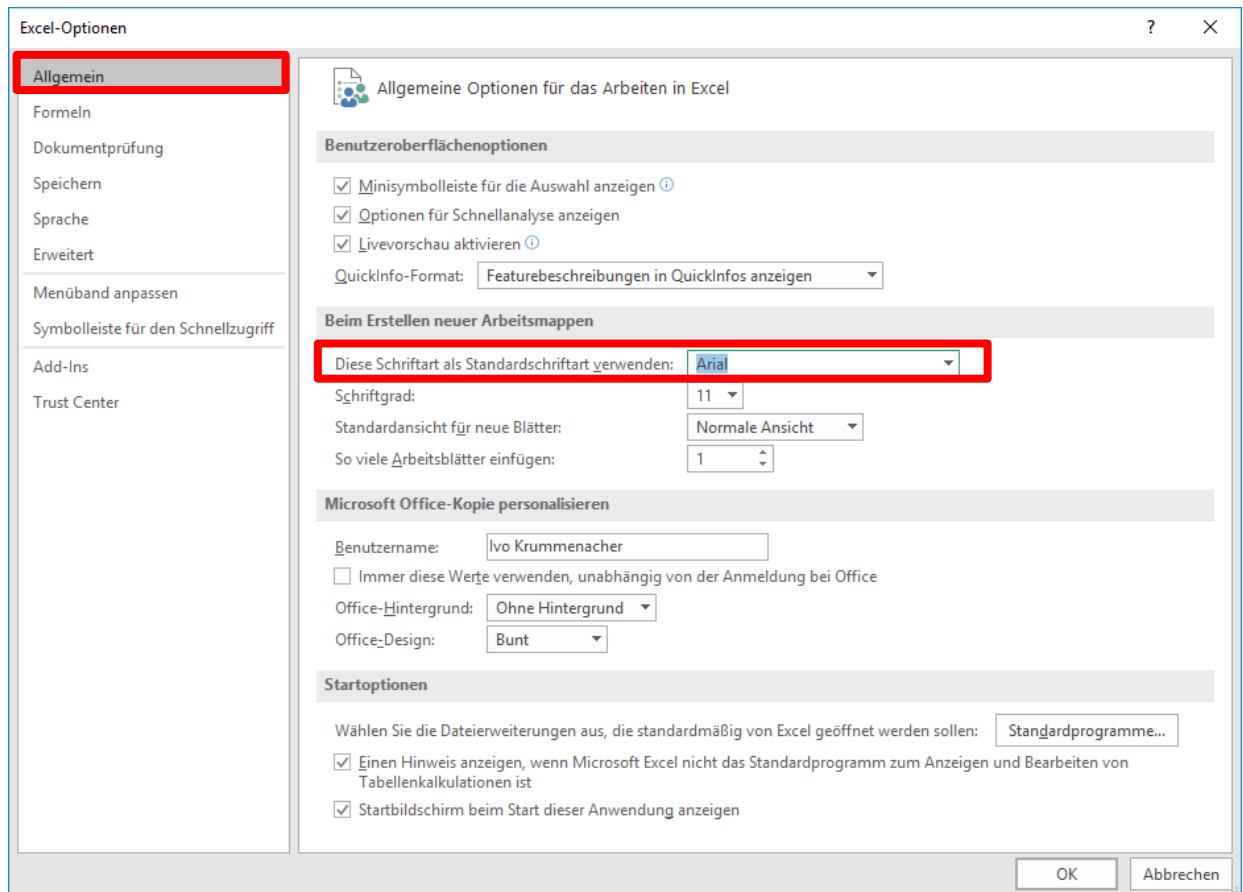 Excel-Optionen
?
Allgemein
Formeln
Dokumentprüfung
Speichern
Sprache
Erweitert
Menüband anpassen
Symbolleiste für den Schnellzugriff
Add-Ins
Trust Center
Allgemeine Optionen für das Arbeiten in Excel
Benutzeroberflächenoptionen
Minisymbolleiste für die Auswahl anzeigen
Optionen für Schnellanalyse anzeigen
Livevorschau aktivieren
QuickInfo-Format: Featurebeschreibungen in QuickInfos anzeigen
Beim Erstellen neuer Arbeitsmappen
Diese Schriftart als Standardschriftart verwenden: Arial
Schriftgrad: 11
Standardansicht für neue Blätter: Normale Ansicht
So viele Arbeitsblätter einfügen: 1
Microsoft Office-Kopie personalisieren
Benutzername: Ivo Krummenacher
Immer diese Werte verwenden, unabhängig von der Anmeldung bei Office
Office-Hintergrund: Ohne Hintergrund
Office-Design: Bunt
Startoptionen
Wählen Sie die Dateierweiterungen aus, die standardmäßig von Excel geöffnet werden sollen: Standardprogramme...
Einen Hinweis anzeigen, wenn Microsoft Excel nicht das Standardprogramm zum Anzeigen und Bearbeiten von
Tabellenkalkulationen ist
Startbildschirm beim Start dieser Anwendung anzeigen
OK Abbrechen